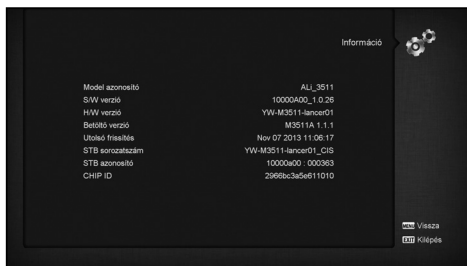 Információ
Model azonosító ALi_3511
S/W verzió 10000A00_1.0.26
H/W verzió YW-M3511-lancer01
Betöltő verzió M3511A 1.1.1
Utolsó frissítés Nov 07 2013 11:06:17
STB sorozatszám YW-M3511-lancer01_CIS
STB azonosító 10000a00 : 000363
CHIP ID 2966bc3a5e611010
MENU Vissza
EXIT Kilépés